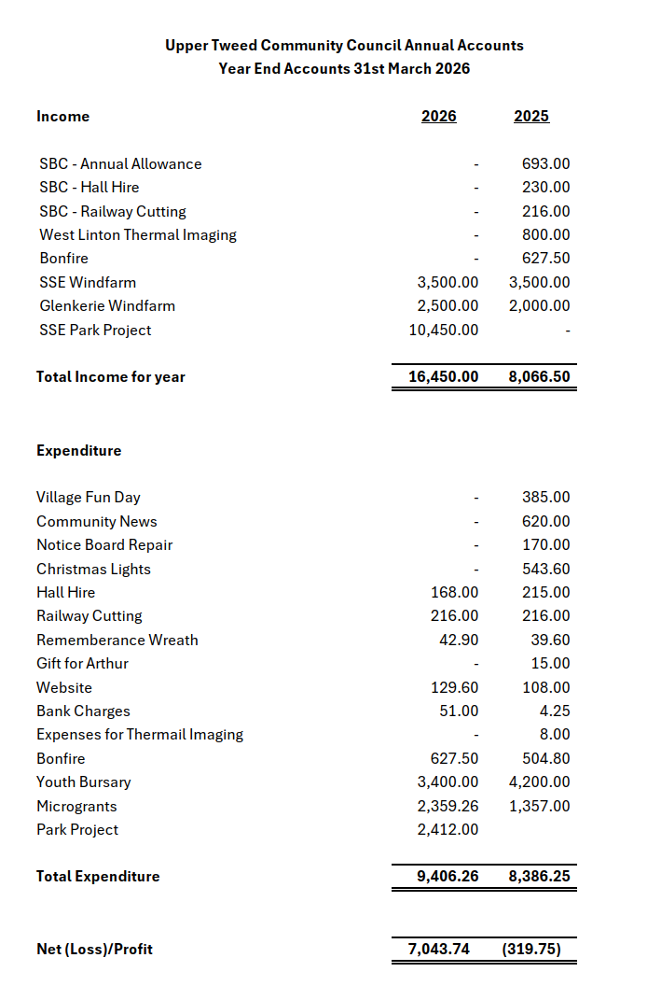 Upper Tweed Community Council Annual Accounts
Year End Accounts 31st March 2026
Income 2026 2025
SBC - Annual Allowance - 693.00
SBC - Hall Hire - 230.00
SBC - Railway Cutting - 216.00
West Linton Thermal Imaging - 800.00
Bonfire - 627.50
SSE Windfarm 3,500.00 3,500.00
Glenkerie Windfarm 2,500.00 2,000.00
SSE Park Project 10,450.00 -
Total Income for year 16,450.00 8,066.50
Expenditure
Village Fun Day - 385.00
Community News - 620.00
Notice Board Repair - 170.00
Christmas Lights - 543.60
Hall Hire 168.00 215.00
Railway Cutting 216.00 216.00
Rememberance Wreath 42.90 39.60
Gift for Arthur - 15.00
Website 129.60 108.00
Bank Charges 51.00 4.25
Expenses for Thermail Imaging - 8.00
Bonfire 627.50 504.80
Youth Bursary 3,400.00 4,200.00
Microgrants 2,359.26 1,357.00
Park Project 2,412.00
Total Expenditure 9,406.26 8,386.25
Net (Loss)/Profit 7,043.74 (319.75)